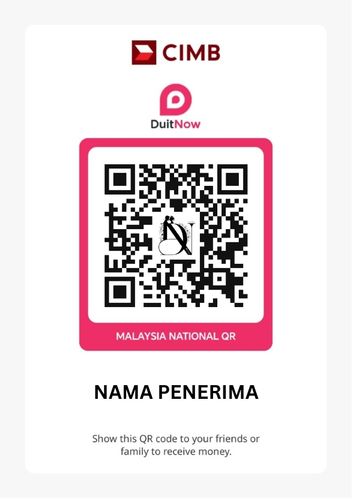 CIMB
DuitNow
MALAYSIA NATIONAL QR
NAMA PENERIMA
Show this QR code to your friends or
family to receive money.